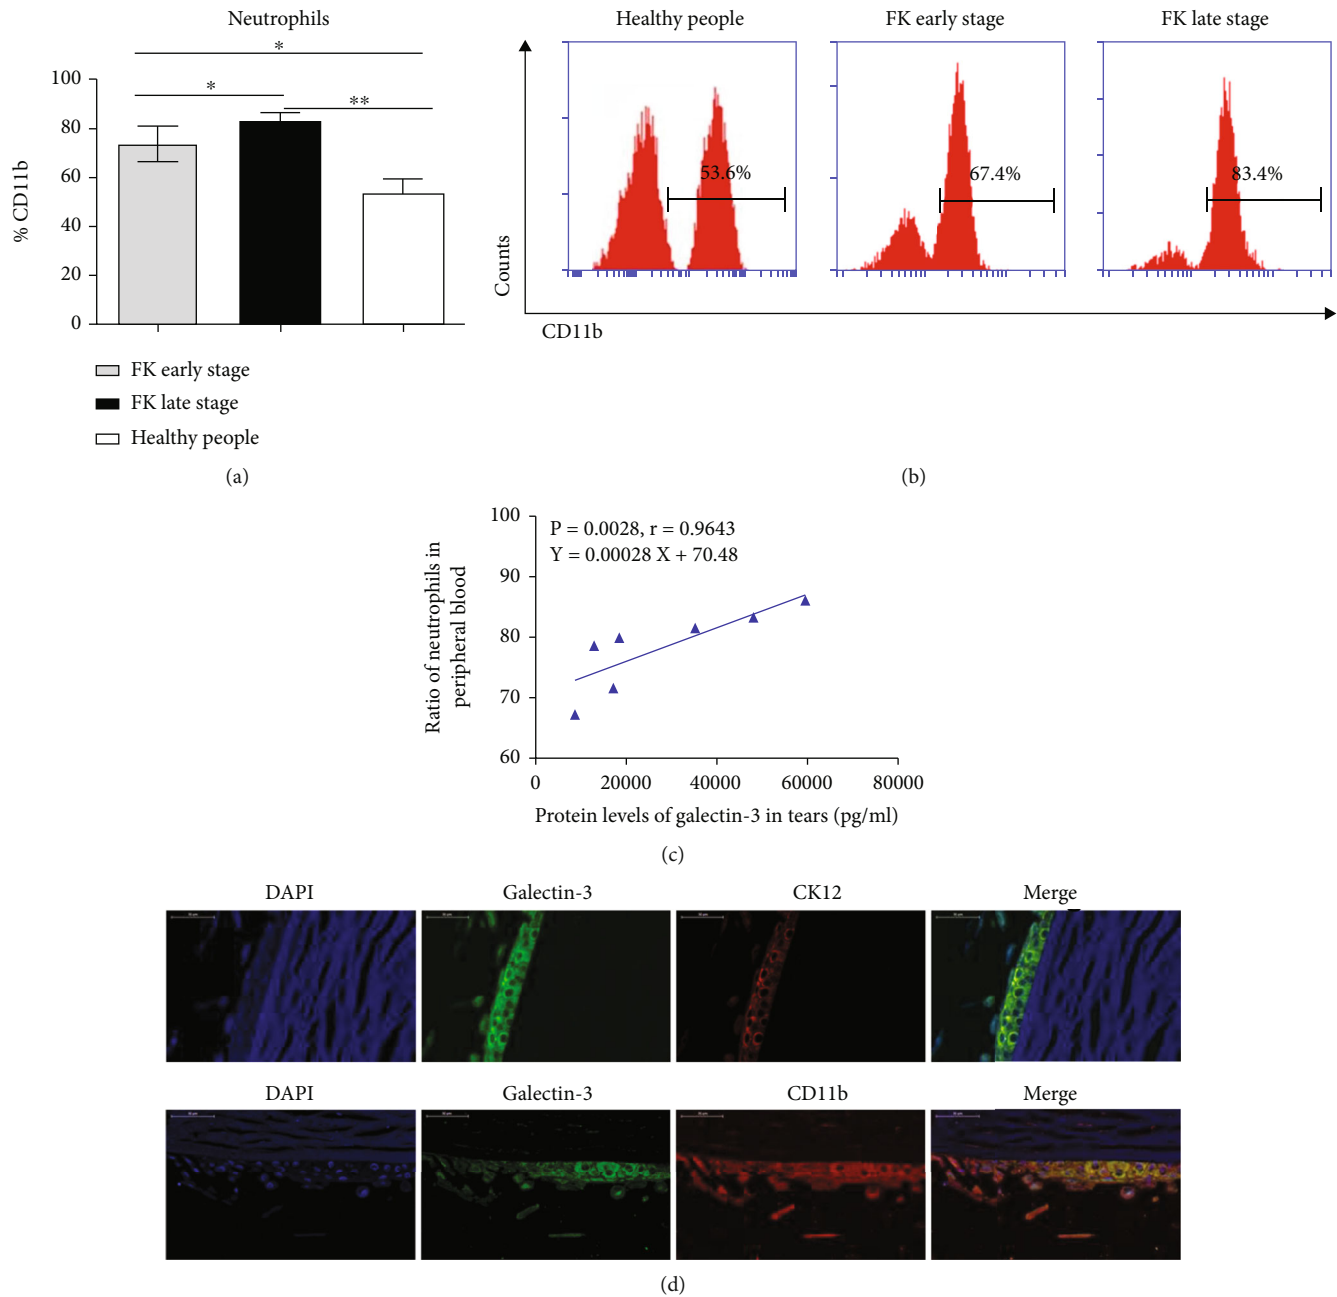 Neutrophils
*
*
**
100
80
60
40
20
0
% CD11b
FK early stage
FK late stage
Healthy people
(a)
Healthy people
FK early stage
FK late stage
53.6%
67.4%
83.4%
Counts
CD11b
(b)
P = 0.0028, r = 0.9643
Y = 0.00028 X + 70.48
100
90
80
70
60
Ratio of neutrophils in
peripheral blood
0 20000 40000 60000 80000
Protein levels of galectin-3 in tears (pg/ml)
(c)
DAPI Galectin-3 CK12 Merge
DAPI Galectin-3 CD11b Merge
(d)